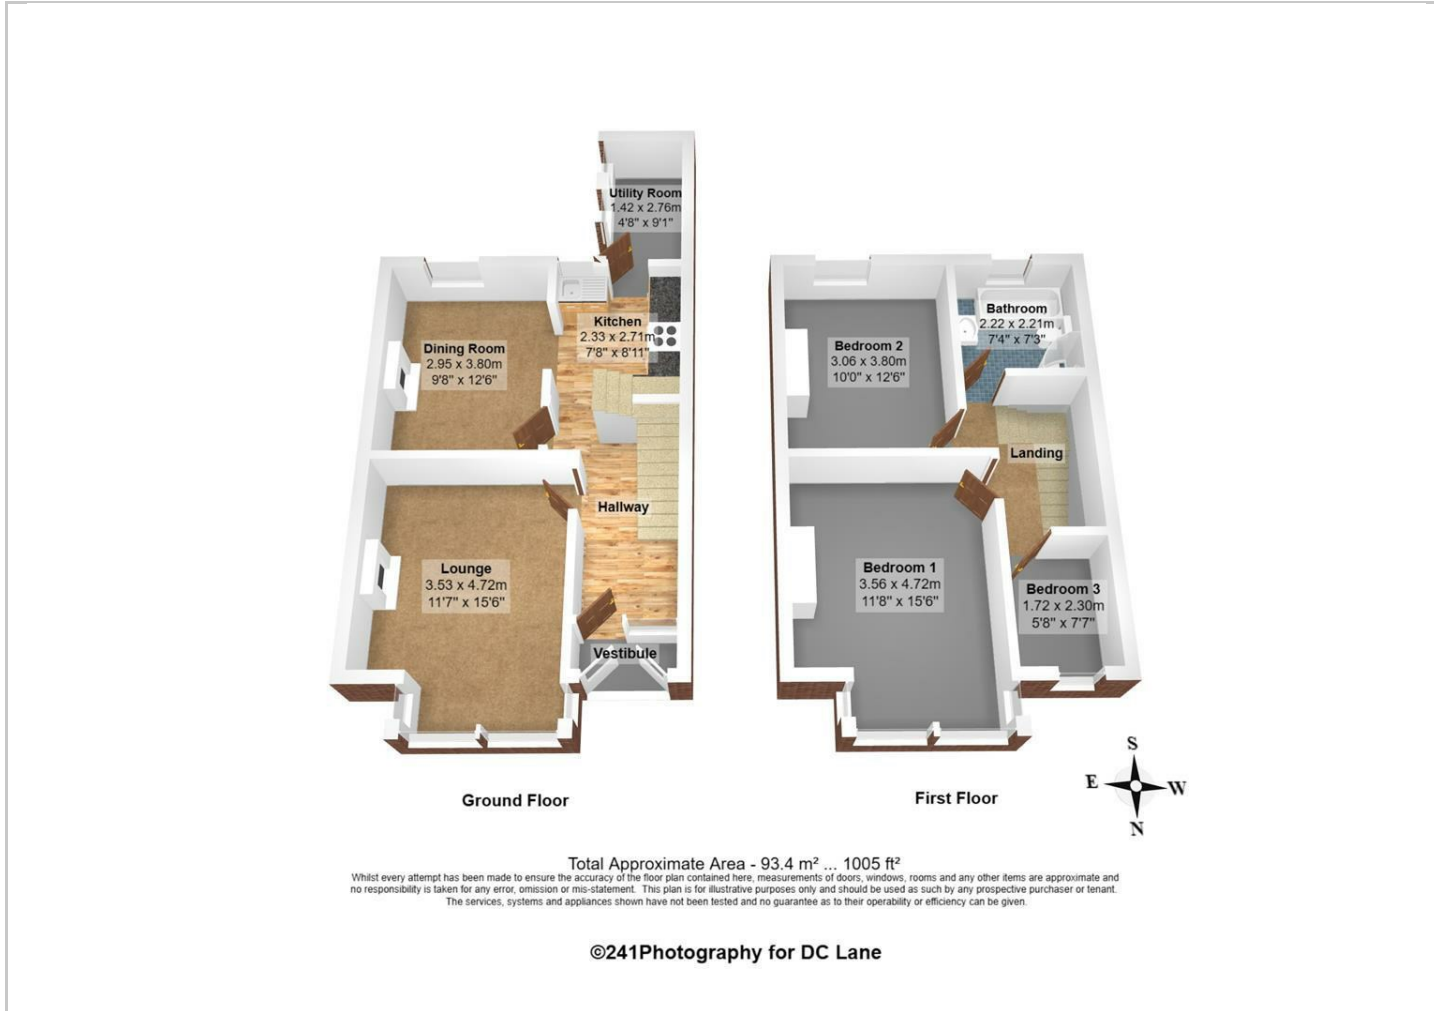 Utility Room
1.42 x 2.76m
4'8" x 9'1"
Kitchen
2.33 x 2.71m
7'8" x 8'11"
Dining Room
2.95 x 3.80m
9'8" x 12'6"
Hallway
Lounge
3.53 x 4.72m
11'7" x 15'6"
Vestibule
Ground Floor
Bathroom
2.22 x 2.21m
7'4" x 7'3"
Bedroom 2
3.06 x 3.80m
10'0" x 12'6"
Landing
Bedroom 1
3.56 x 4.72m
11'8" x 15'6"
Bedroom 3
1.72 x 2.30m
5'8" x 7'7"
First Floor
S
E
W
N
Total Approximate Area - 93.4 m² ... 1005 ft²
Whilst every attempt has been made to ensure the accuracy of the floor plan contained here, measurements of doors, windows, rooms and any other items are approximate and
no responsibility is taken for any error, omission or mis-statement. This plan is for illustrative purposes only and should be used as such by any prospective purchaser or tenant.
The services, systems and appliances shown have not been tested and no guarantee as to their operability or efficiency can be given.
©241Photography for DC Lane